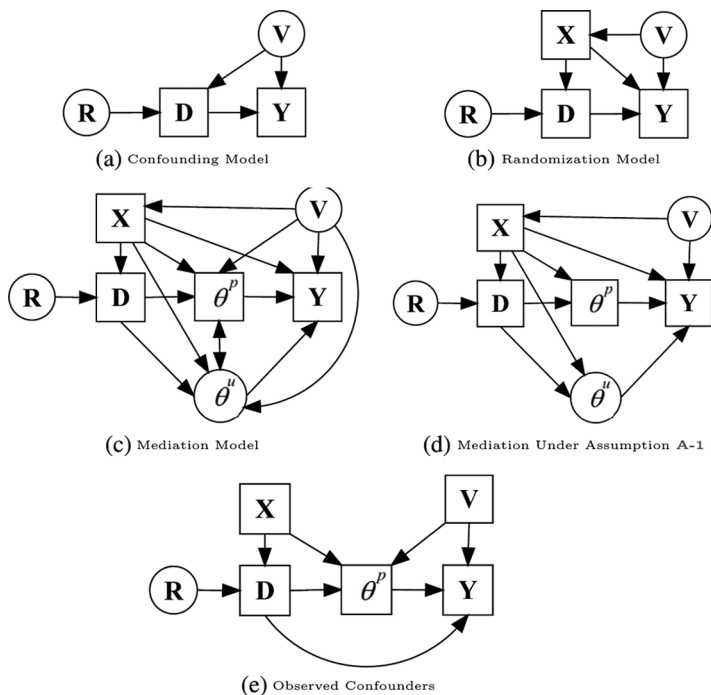 V
R D Y
(a) Confounding Model
X V
R D Y
(b) Randomization Model
X V
R D θ^p Y
θ^u
(c) Mediation Model
X V
R D θ^p Y
θ^u
(d) Mediation Under Assumption A-1
X V
R D θ^p Y
(e) Observed Confounders